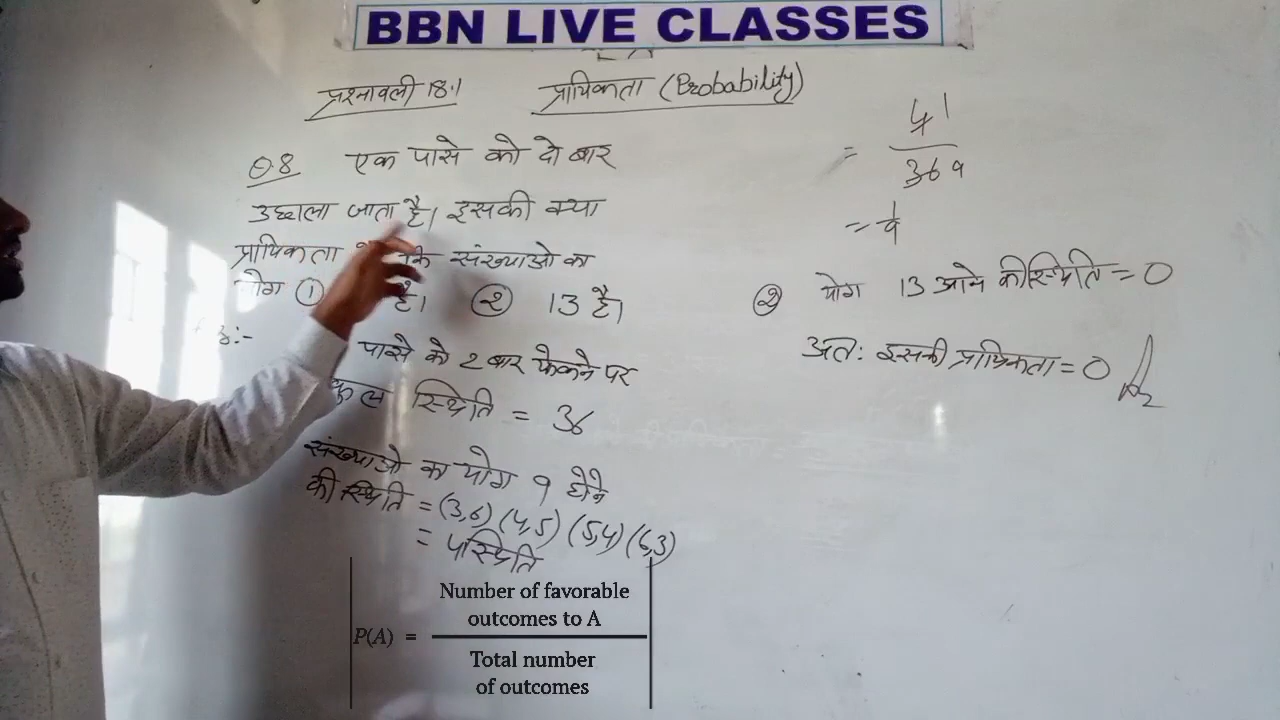 BBN LIVE CLASSES
प्रश्नावली 18.1 प्रायिकता (Probability)
Q.8 एक पासे को दो बार
उछाला जाता है। इसकी क्या
प्रायिकता कि संख्याओ का
योग ① है। ② 13 है।
:-
पासे को 2 बार फेकने पर
कुल स्थिति = 36
संख्याओ का योग 9 होने
की स्थिति = (3,6) (4,5) (5,4) (6,3)
= 4 स्थिति
P(A) = Number of favorable
outcomes to A
Total number
of outcomes
= 4 1
36 9
= 1/9
② योग 13 आने की स्थिति = 0
अतः इसकी प्रायिकता = 0